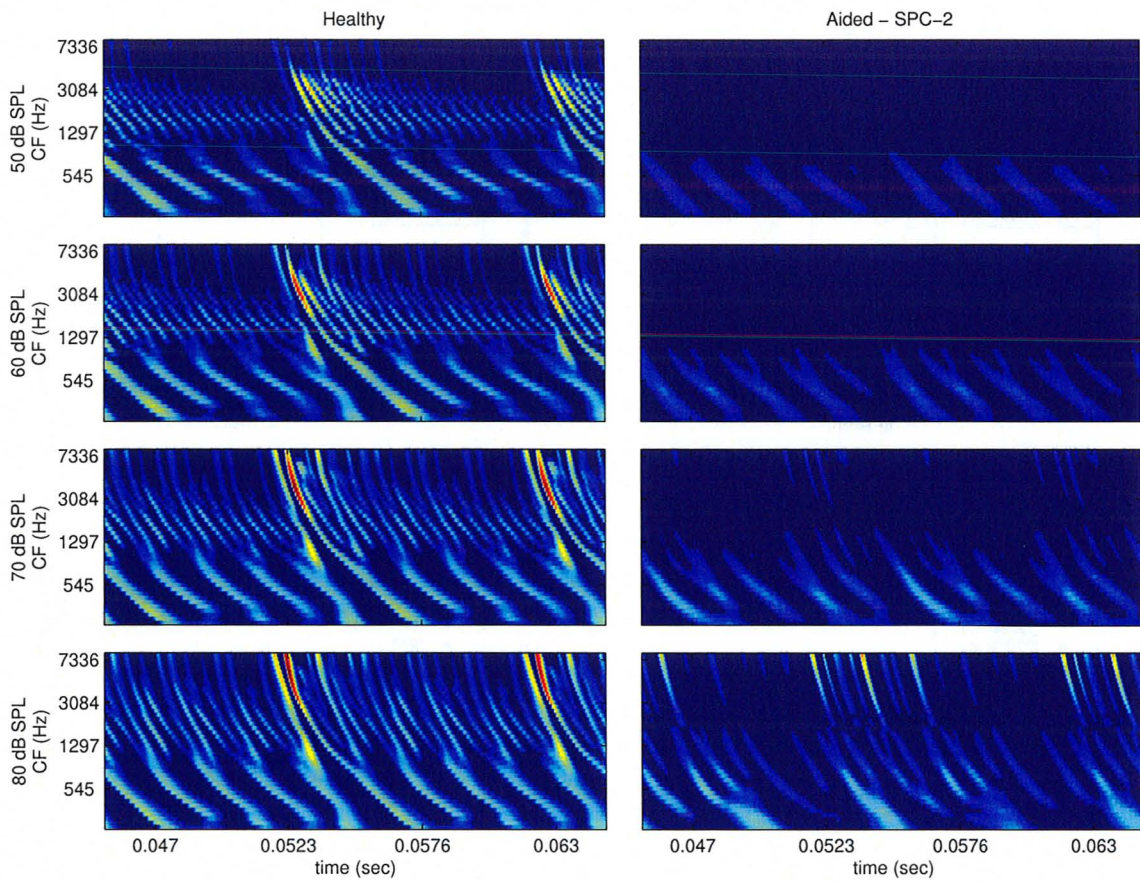 Healthy
Aided – SPC–2
50 dB SPL
CF (Hz)
7336
3084
1297
545
60 dB SPL
CF (Hz)
7336
3084
1297
545
70 dB SPL
CF (Hz)
7336
3084
1297
545
80 dB SPL
CF (Hz)
7336
3084
1297
545
0.047
0.0523
0.0576
0.063
time (sec)
0.047
0.0523
0.0576
0.063
time (sec)